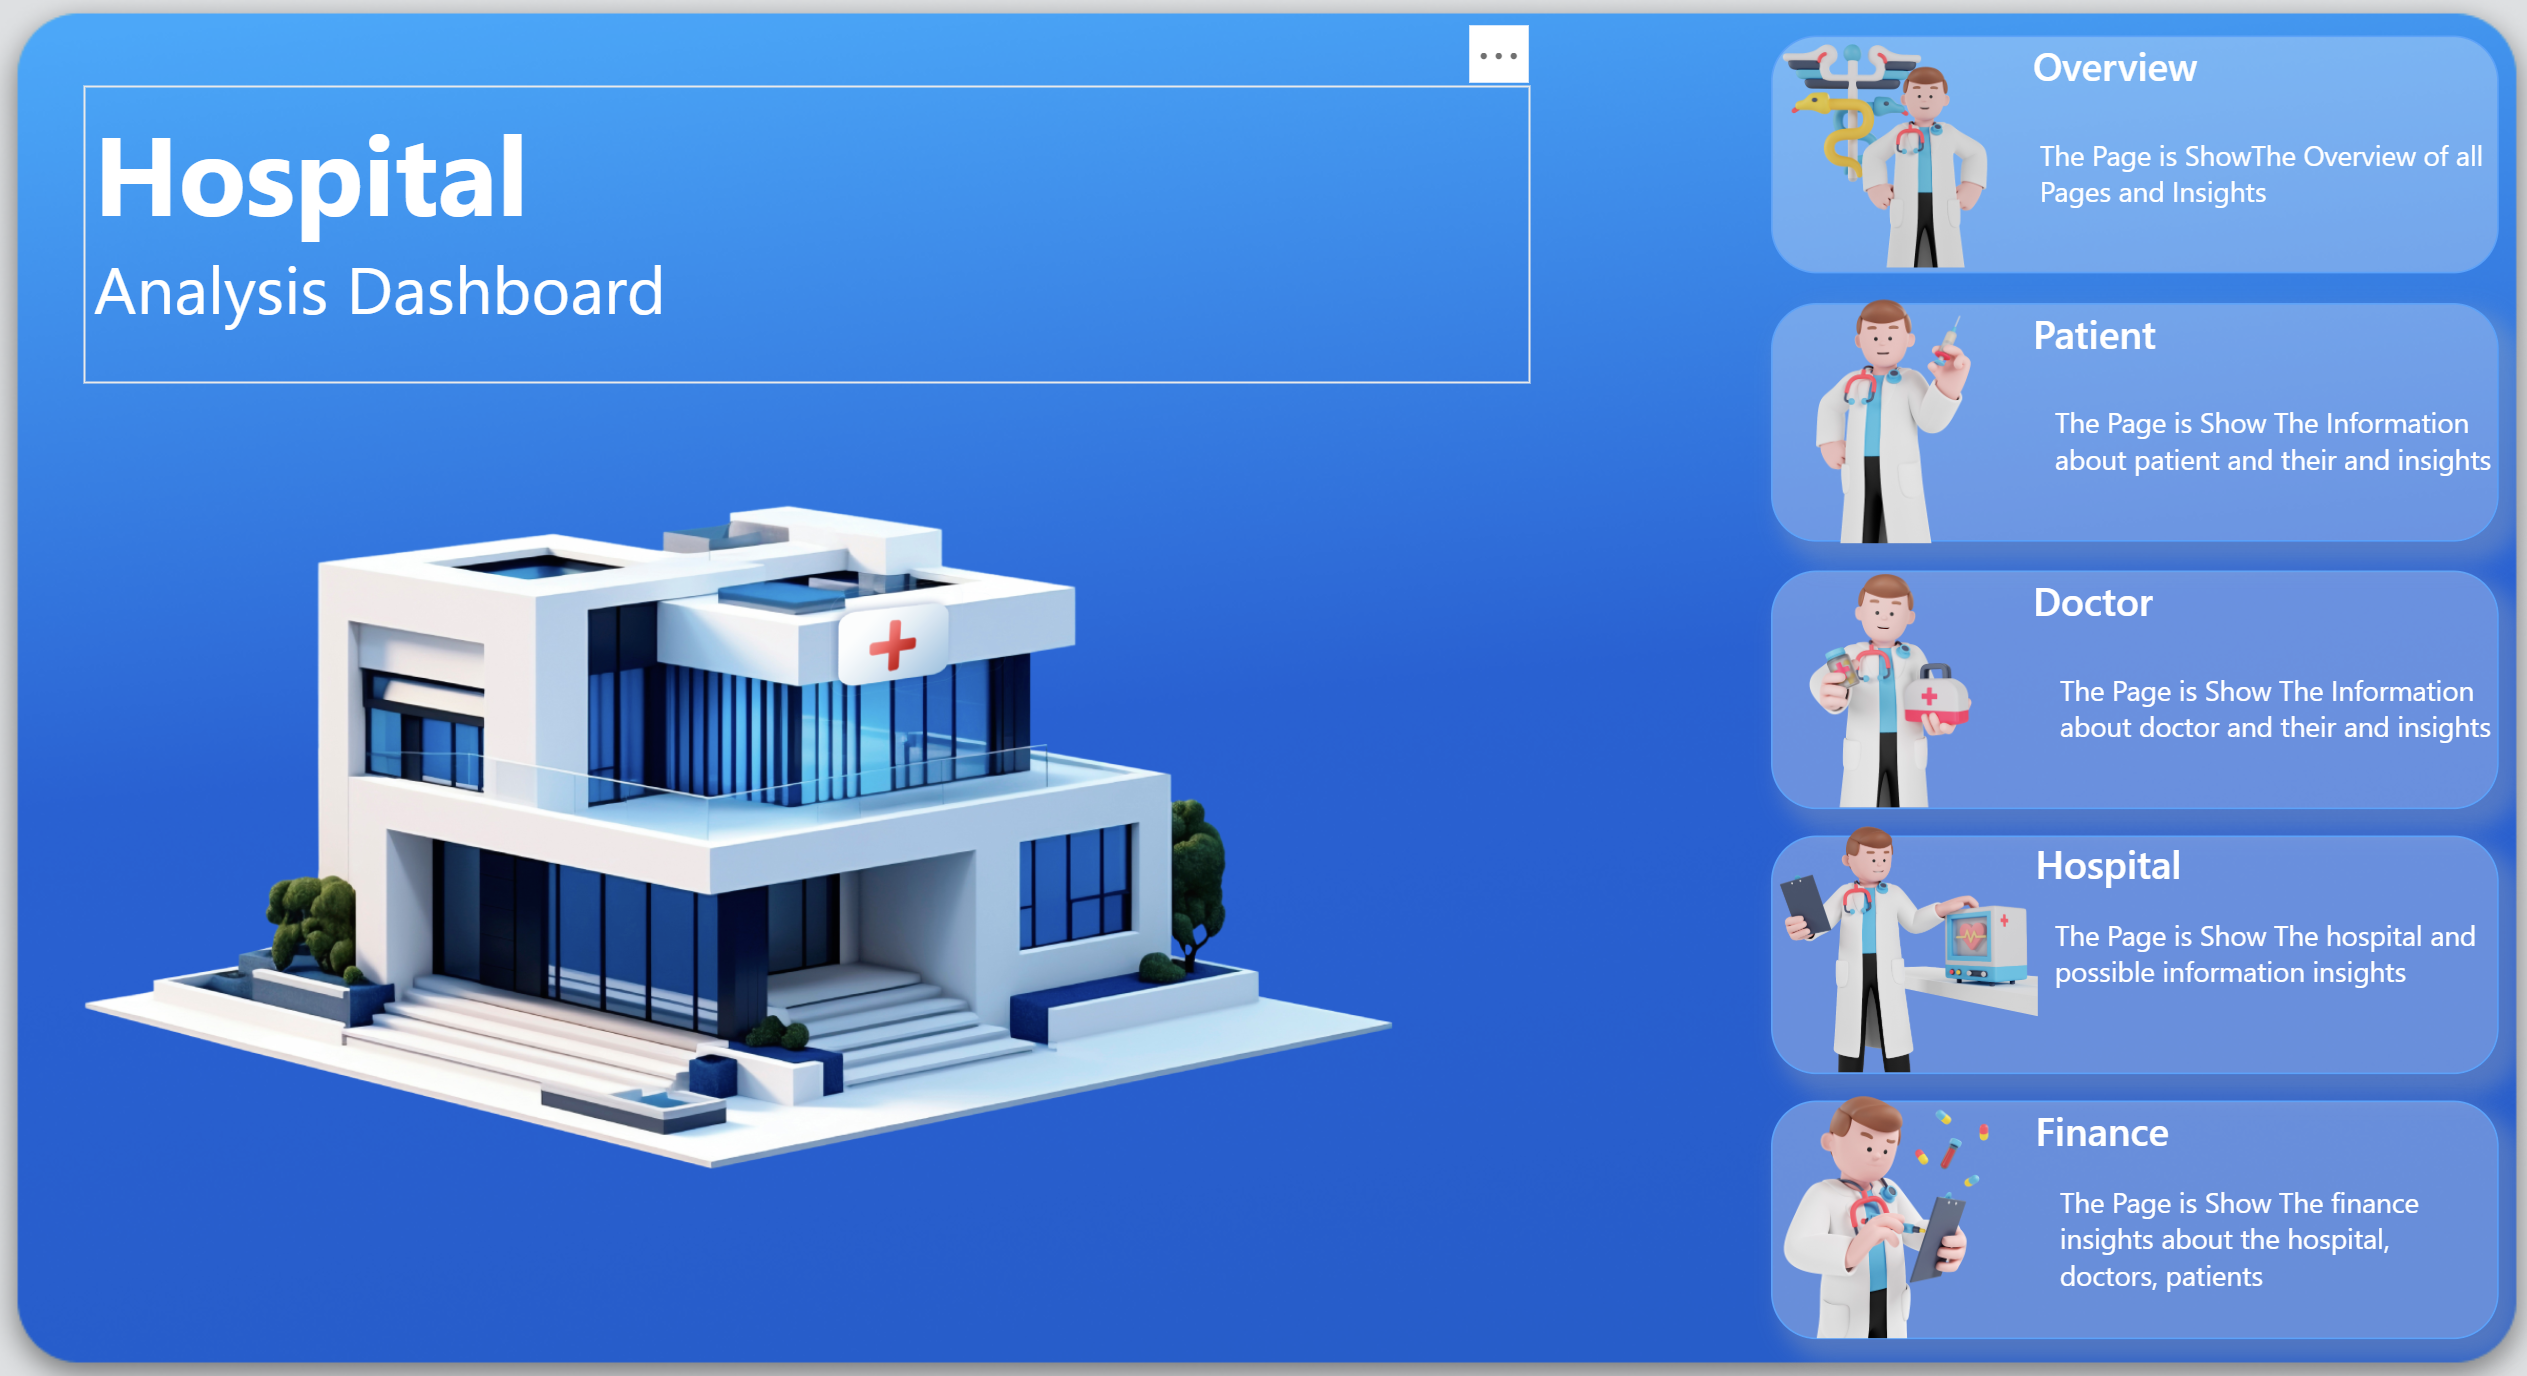 Hospital
Analysis Dashboard
Overview
The Page is ShowThe Overview of all
Pages and Insights
Patient
The Page is Show The Information
about patient and their and insights
Doctor
The Page is Show The Information
about doctor and their and insights
Hospital
The Page is Show The hospital and
possible information insights
Finance
The Page is Show The finance
insights about the hospital,
doctors, patients